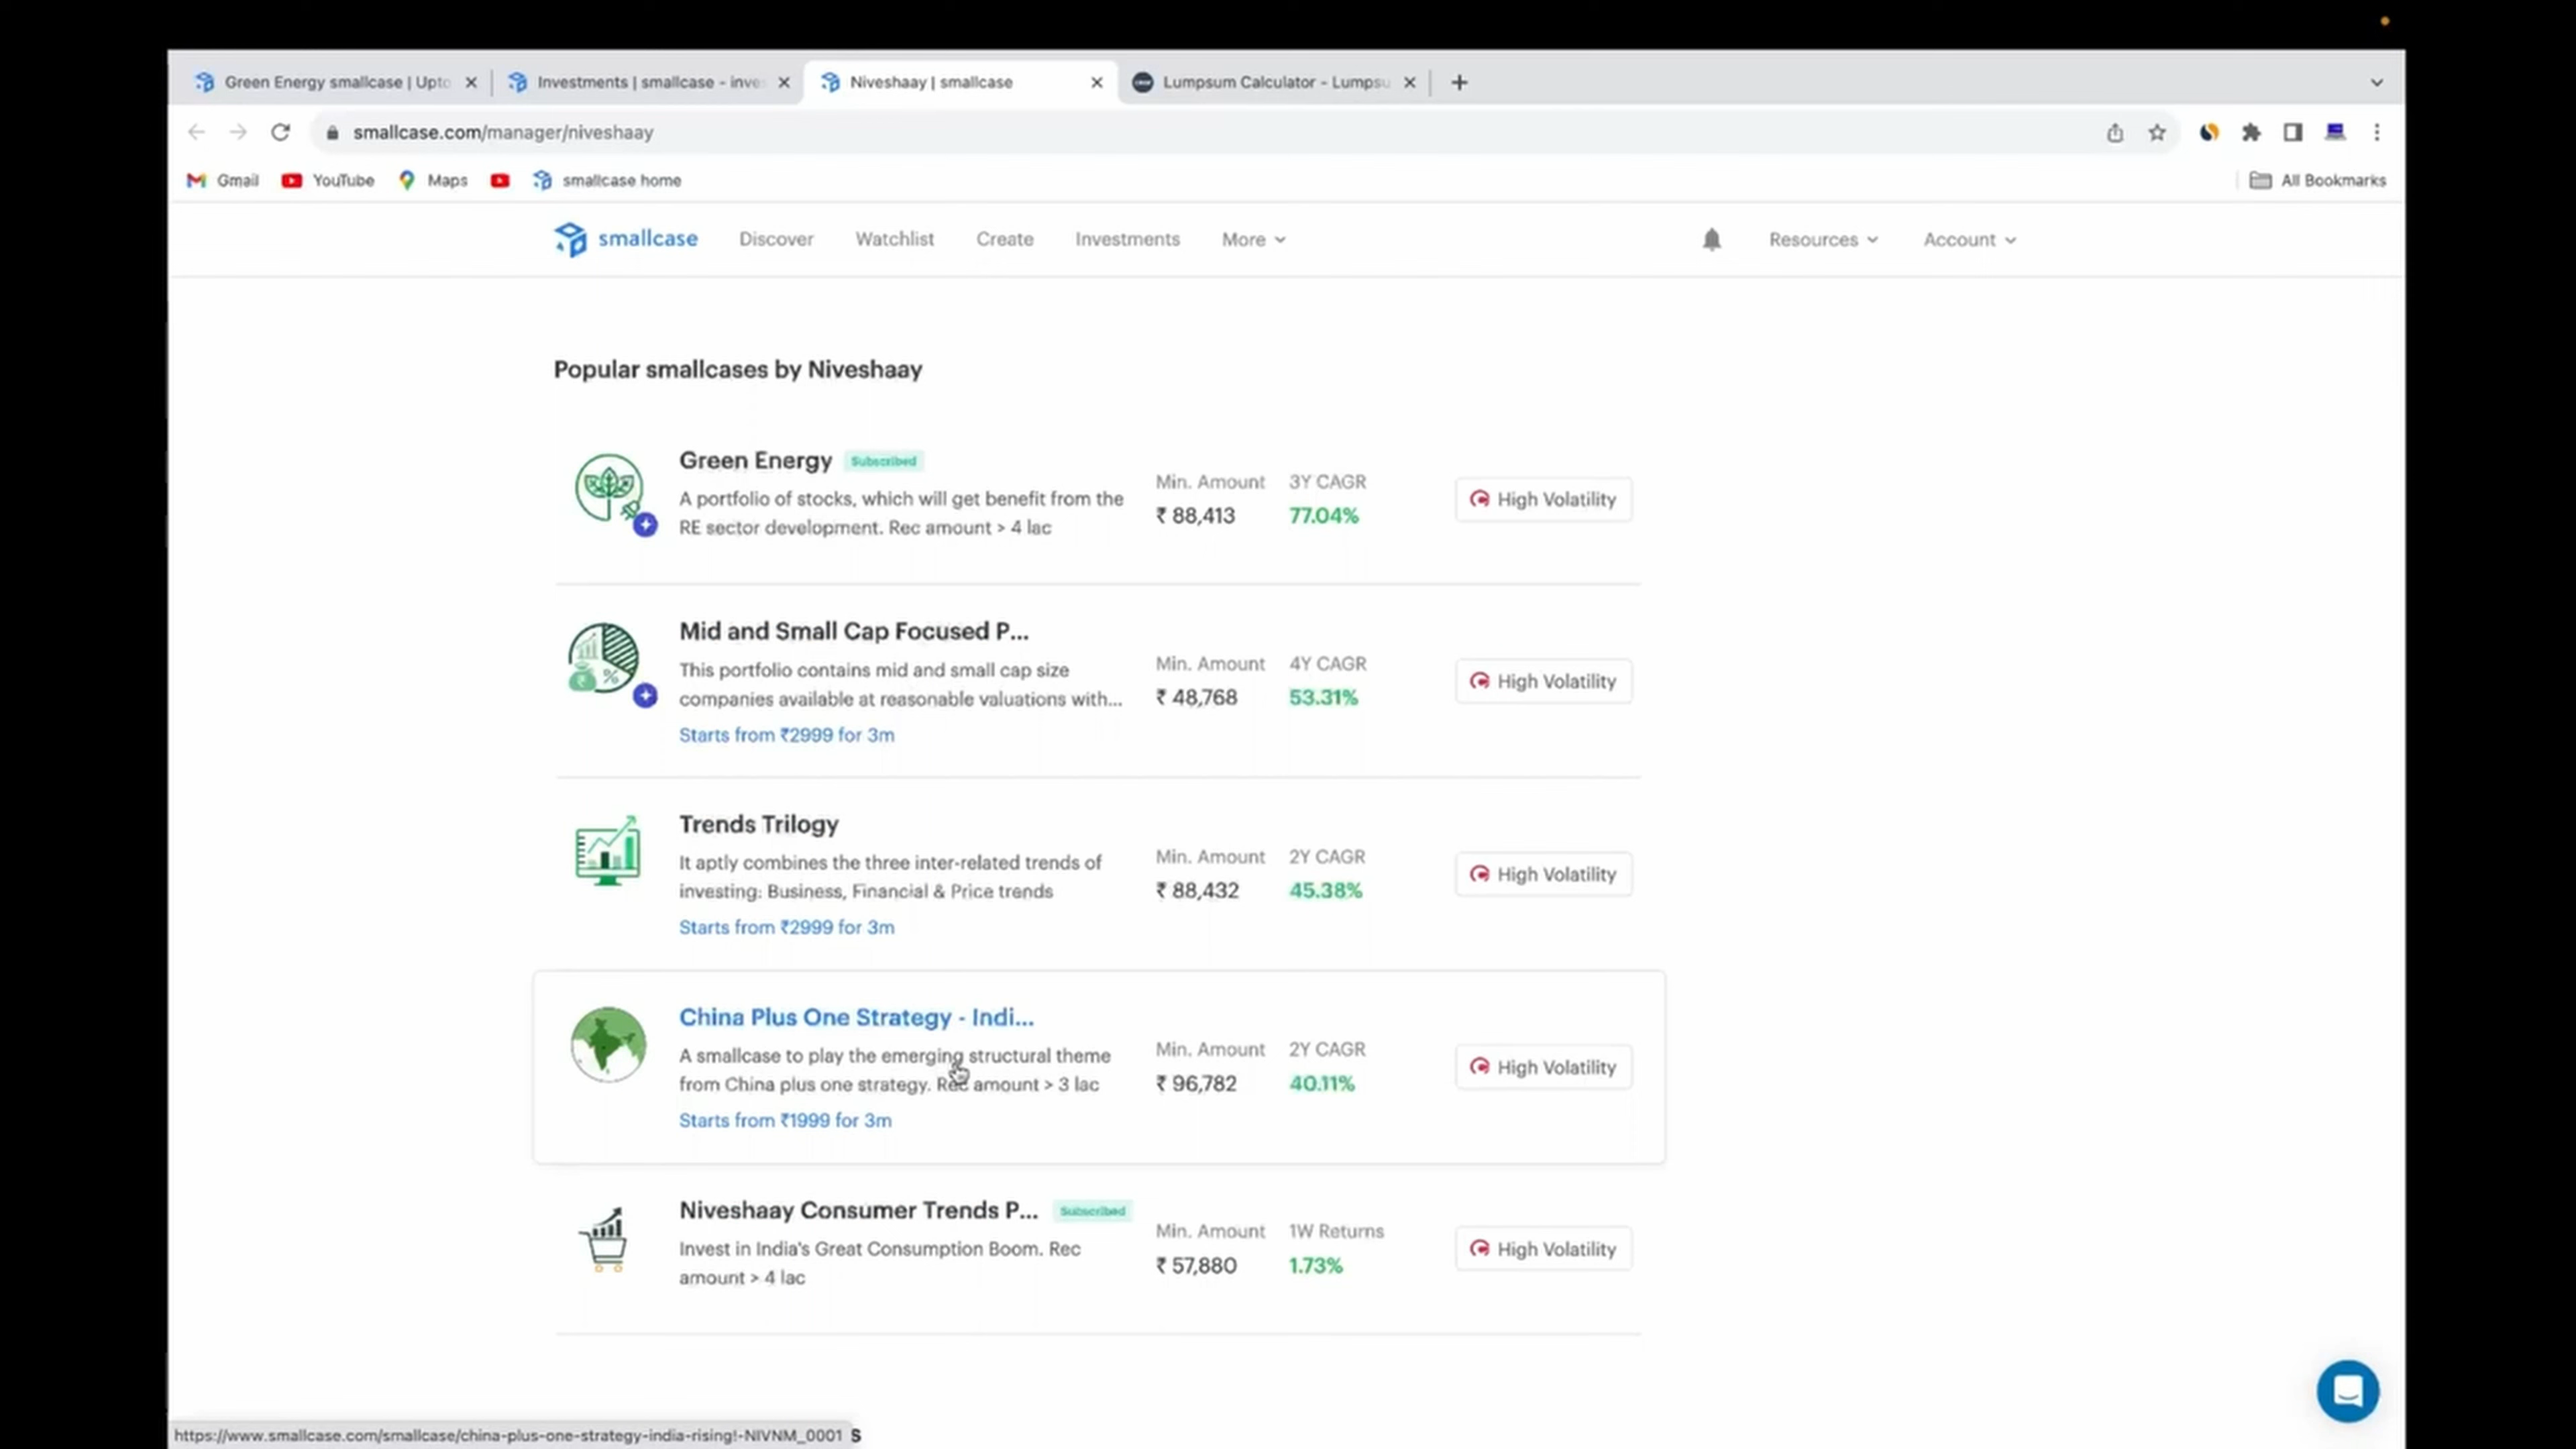 Green Energy smallcase | Upto
Investments | smallcase - inve
Niveshaay | smallcase
Lumpsum Calculator - Lumpsu
smallcase.com/manager/niveshaay
Gmail
YouTube
Maps
smallcase home
All Bookmarks
smallcase
Discover
Watchlist
Create
Investments
More
Resources
Account
Popular smallcases by Niveshaay
Green Energy
Subscribed
A portfolio of stocks, which will get benefit from the
RE sector development. Rec amount > 4 lac
Min. Amount
₹ 88,413
3Y CAGR
77.04%
High Volatility
Mid and Small Cap Focused P...
This portfolio contains mid and small cap size
companies available at reasonable valuations with...
Starts from ₹2999 for 3m
Min. Amount
₹ 48,768
4Y CAGR
53.31%
High Volatility
Trends Trilogy
It aptly combines the three inter-related trends of
investing: Business, Financial & Price trends
Starts from ₹2999 for 3m
Min. Amount
₹ 88,432
2Y CAGR
45.38%
High Volatility
China Plus One Strategy - Indi...
A smallcase to play the emerging structural theme
from China plus one strategy. Rec amount > 3 lac
Starts from ₹1999 for 3m
Min. Amount
₹ 96,782
2Y CAGR
40.11%
High Volatility
Niveshaay Consumer Trends P...
Subscribed
Invest in India's Great Consumption Boom. Rec
amount > 4 lac
Min. Amount
₹ 57,880
1W Returns
1.73%
High Volatility
https://www.smallcase.com/smallcase/china-plus-one-strategy-india-rising!-NIVNM_0001